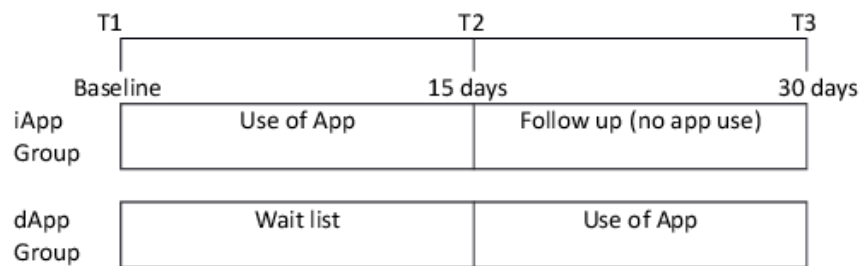 T1 T2 T3
Baseline 15 days 30 days
iApp Use of App Follow up (no app use)
Group
dApp Wait list Use of App
Group